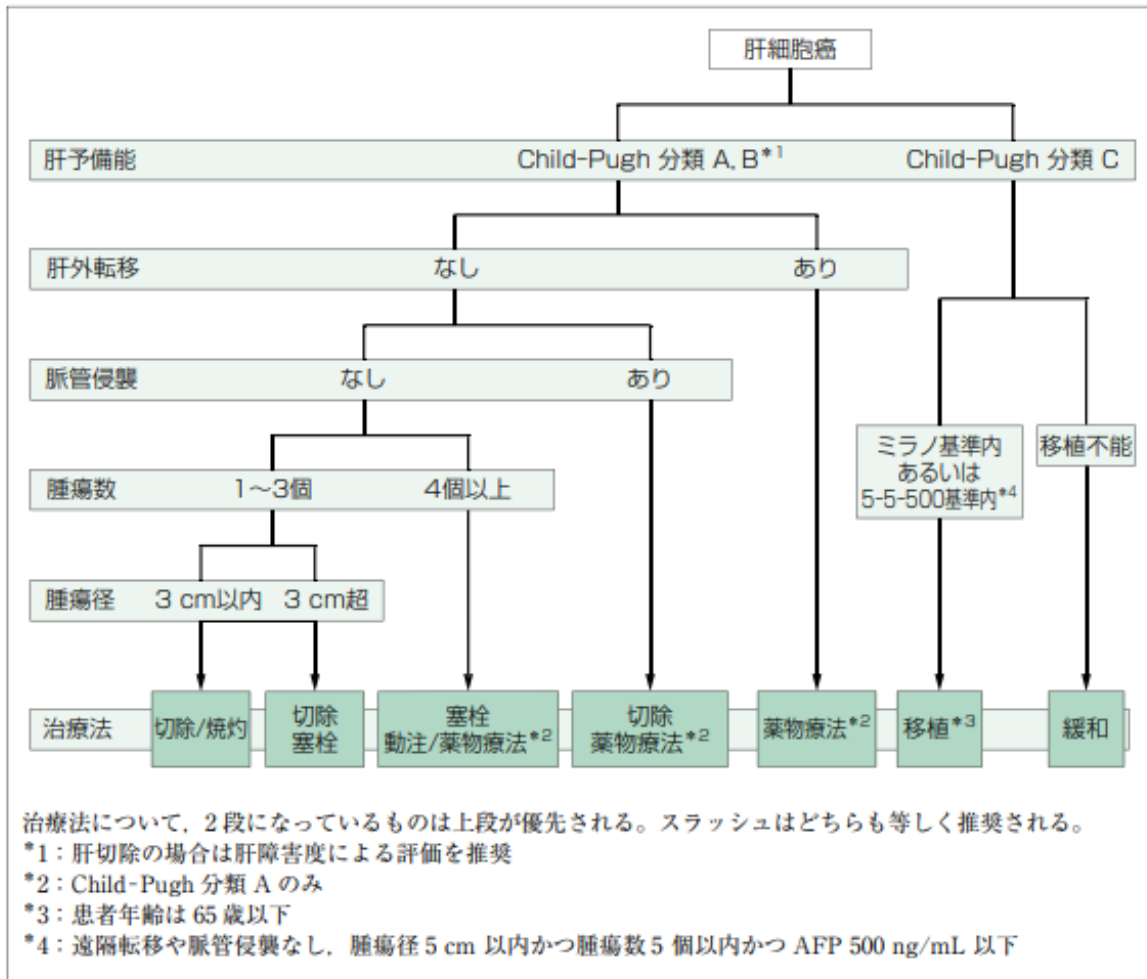 肝細胞癌
肝予備能 Child-Pugh 分類 A, B*1 Child-Pugh 分類 C
肝外転移 なし あり
脈管侵襲 なし あり
ミラノ基準内
あるいは
5-5-500基準内*4
移植不能
腫瘍数 1〜3個 4個以上
腫瘍径 3 cm以内 3 cm超
治療法
切除/焼灼
切除
塞栓
塞栓
動注/薬物療法*2
切除
薬物療法*2
薬物療法*2
移植*3
緩和
治療法について，2段になっているものは上段が優先される。スラッシュはどちらも等しく推奨される。
*1：肝切除の場合は肝障害度による評価を推奨
*2：Child-Pugh 分類 A のみ
*3：患者年齢は 65 歳以下
*4：遠隔転移や脈管侵襲なし，腫瘍径 5 cm 以内かつ腫瘍数 5 個以内かつ AFP 500 ng/mL 以下